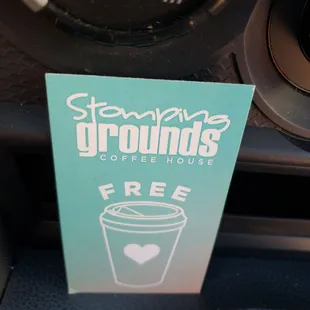 Stomping
grounds
COFFEE HOUSE
FREE